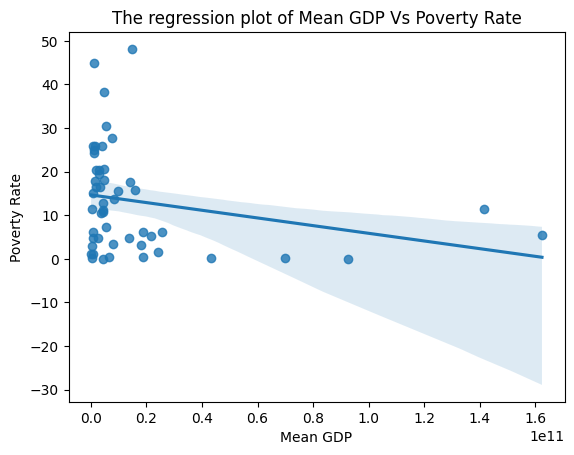 The regression plot of Mean GDP Vs Poverty Rate
50
40
30
20
10
0
−10
−20
−30
Poverty Rate
0.0 0.2 0.4 0.6 0.8 1.0 1.2 1.4 1.6
1e11
Mean GDP